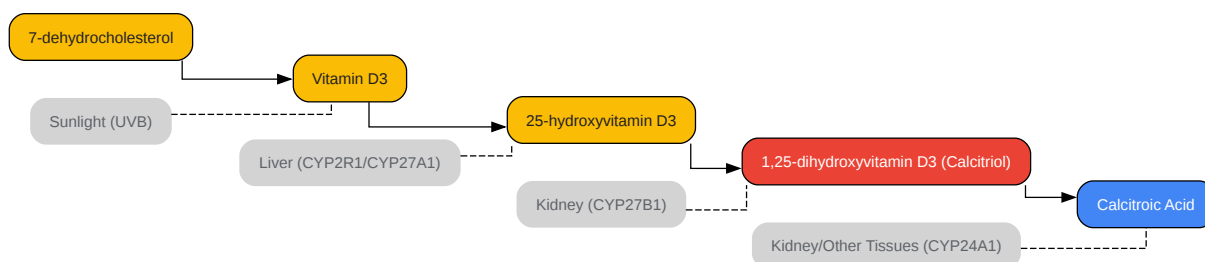 7-dehydrocholesterol
Vitamin D3
Sunlight (UVB)
25-hydroxyvitamin D3
Liver (CYP2R1/CYP27A1)
1,25-dihydroxyvitamin D3 (Calcitriol)
Kidney (CYP27B1)
Calcitroic Acid
Kidney/Other Tissues (CYP24A1)